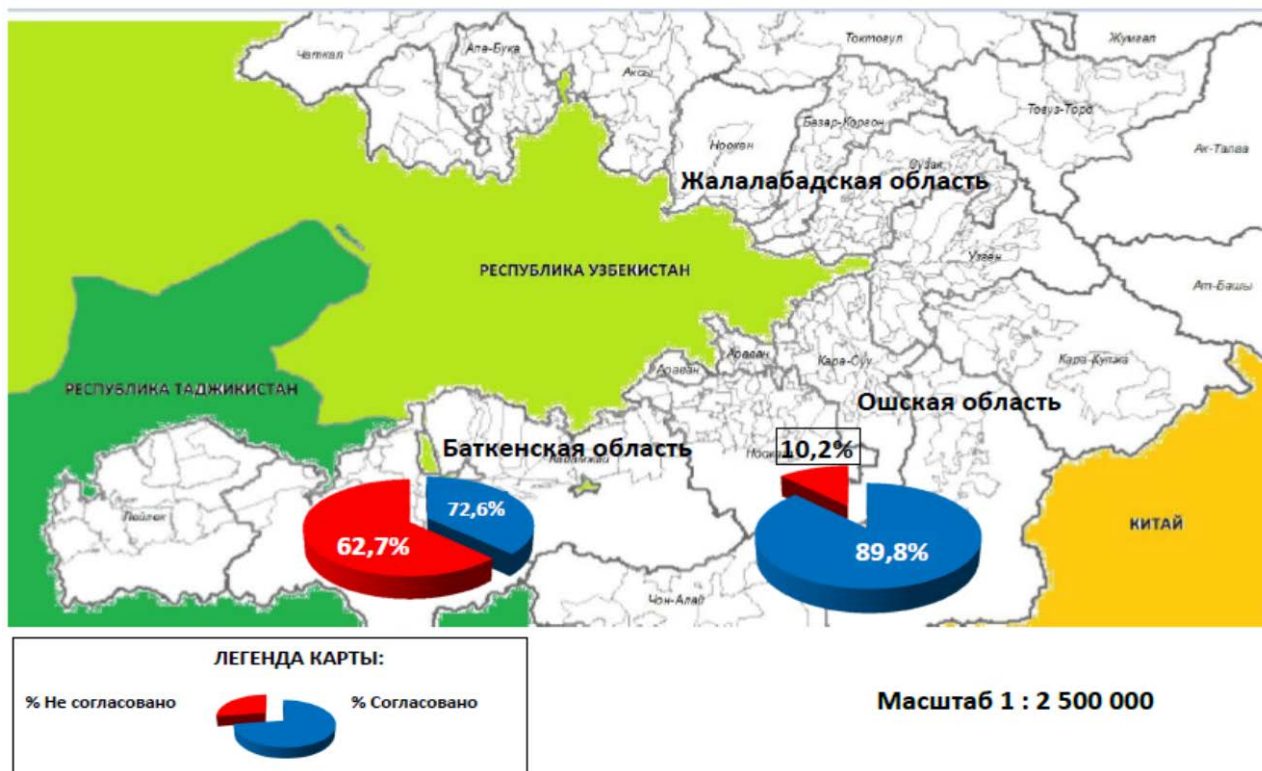 Чаткал
Ала-Бука
Аксы
Токтогул
Жумгал
Тогуз-Торо
Базар-Коргон
Ноокен
Сузак
Ак-Талаа
Жалалабадская область
РЕСПУБЛИКА УЗБЕКИСТАН
Узген
Ат-Башы
Араван
Араван
Кара-Суу
Кара-Кулжа
РЕСПУБЛИКА ТАДЖИКИСТАН
Ошская область
Баткенская область
10,2%
Кадамжай
72,6%
62,7%
Лейлек
89,8%
КИТАЙ
Чон-Алай
ЛЕГЕНДА КАРТЫ:
% Не согласовано
% Согласовано
Масштаб 1 : 2 500 000